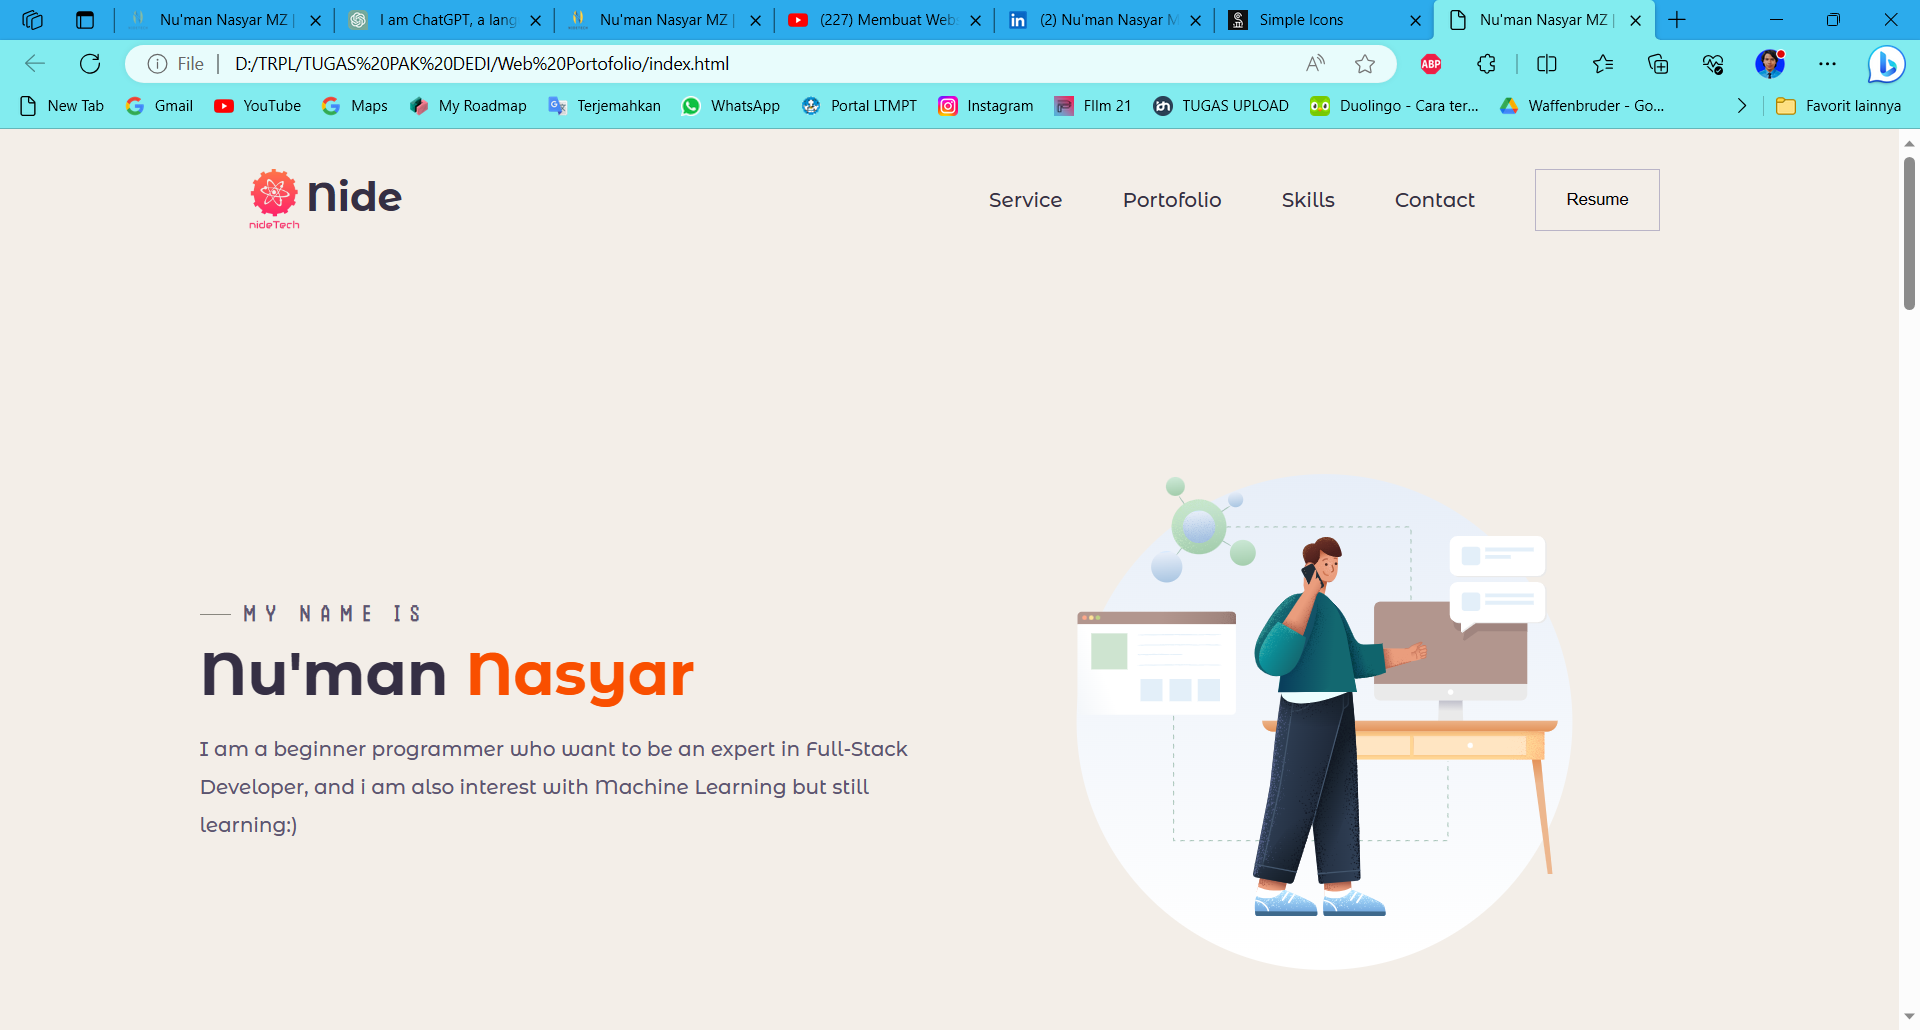 Nu'man Nasyar MZ |
I am ChatGPT, a lang
Nu'man Nasyar MZ |
(227) Membuat Web
(2) Nu'man Nasyar M
Simple Icons
Nu'man Nasyar MZ |
File
D:/TRPL/TUGAS%20PAK%20DEDI/Web%20Portofolio/index.html
ABP
New Tab
Gmail
YouTube
Maps
My Roadmap
Terjemahkan
WhatsApp
Portal LTMPT
Instagram
FIlm 21
TUGAS UPLOAD
Duolingo - Cara ter...
Waffenbruder - Go...
Favorit lainnya
nideTech
Nide
Service
Portofolio
Skills
Contact
Resume
MY NAME IS
Nu'man Nasyar
I am a beginner programmer who want to be an expert in Full-Stack
Developer, and i am also interest with Machine Learning but still
learning:)